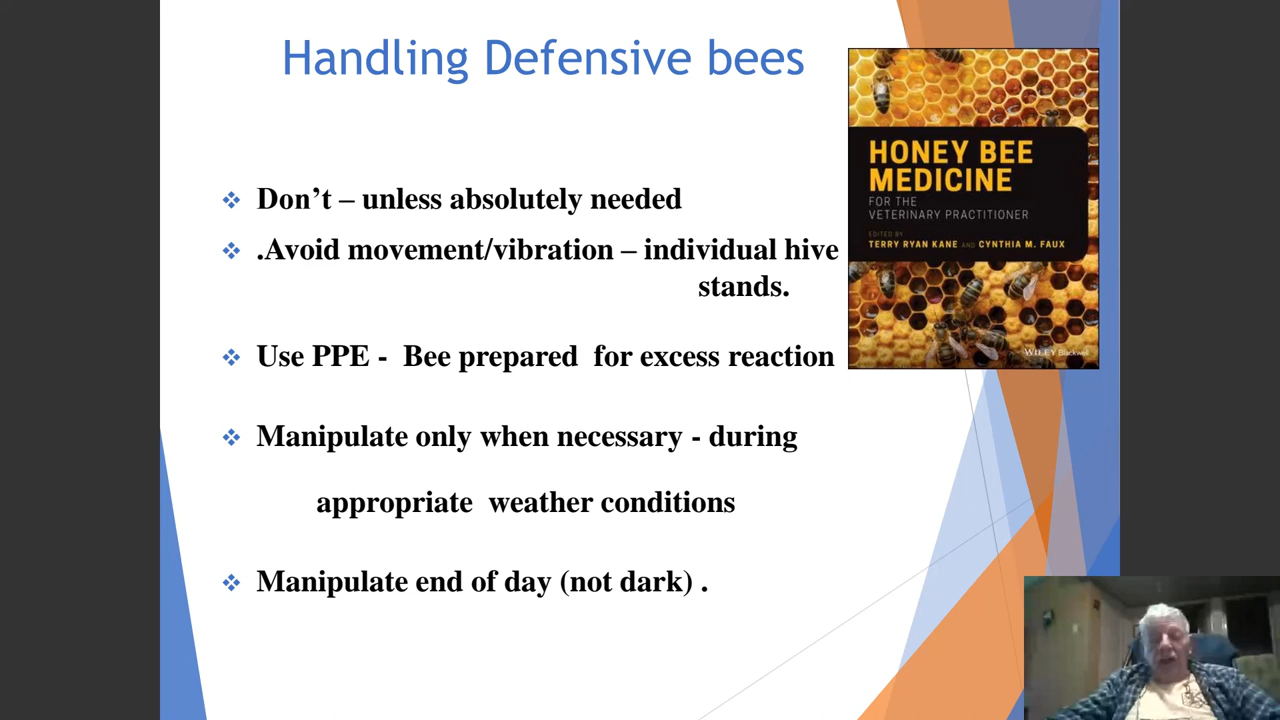 Handling Defensive bees
Don’t – unless absolutely needed
.Avoid movement/vibration – individual hive
stands.
Use PPE - Bee prepared for excess reaction
Manipulate only when necessary - during
appropriate weather conditions
Manipulate end of day (not dark) .
HONEY BEE
MEDICINE
FOR THE
VETERINARY PRACTITIONER
EDITED BY
TERRY RYAN KANE AND CYNTHIA M. FAUX
WILEY Blackwell